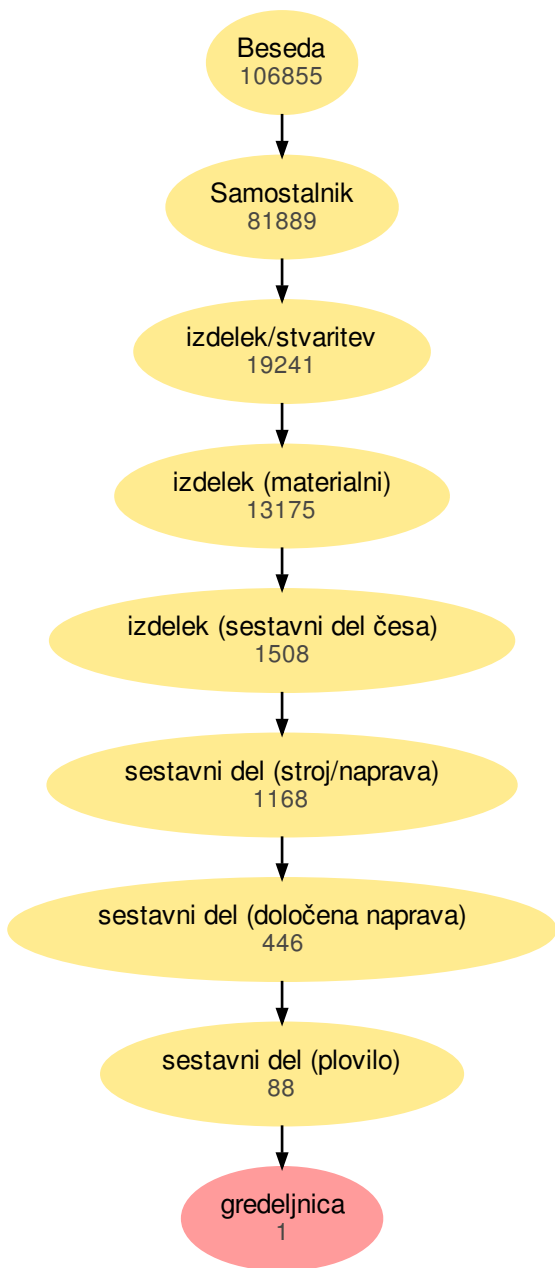 Beseda
106855
Samostalnik
81889
izdelek/stvaritev
19241
izdelek (materialni)
13175
izdelek (sestavni del česa)
1508
sestavni del (stroj/naprava)
1168
sestavni del (določena naprava)
446
sestavni del (plovilo)
88
gredeljnica
1